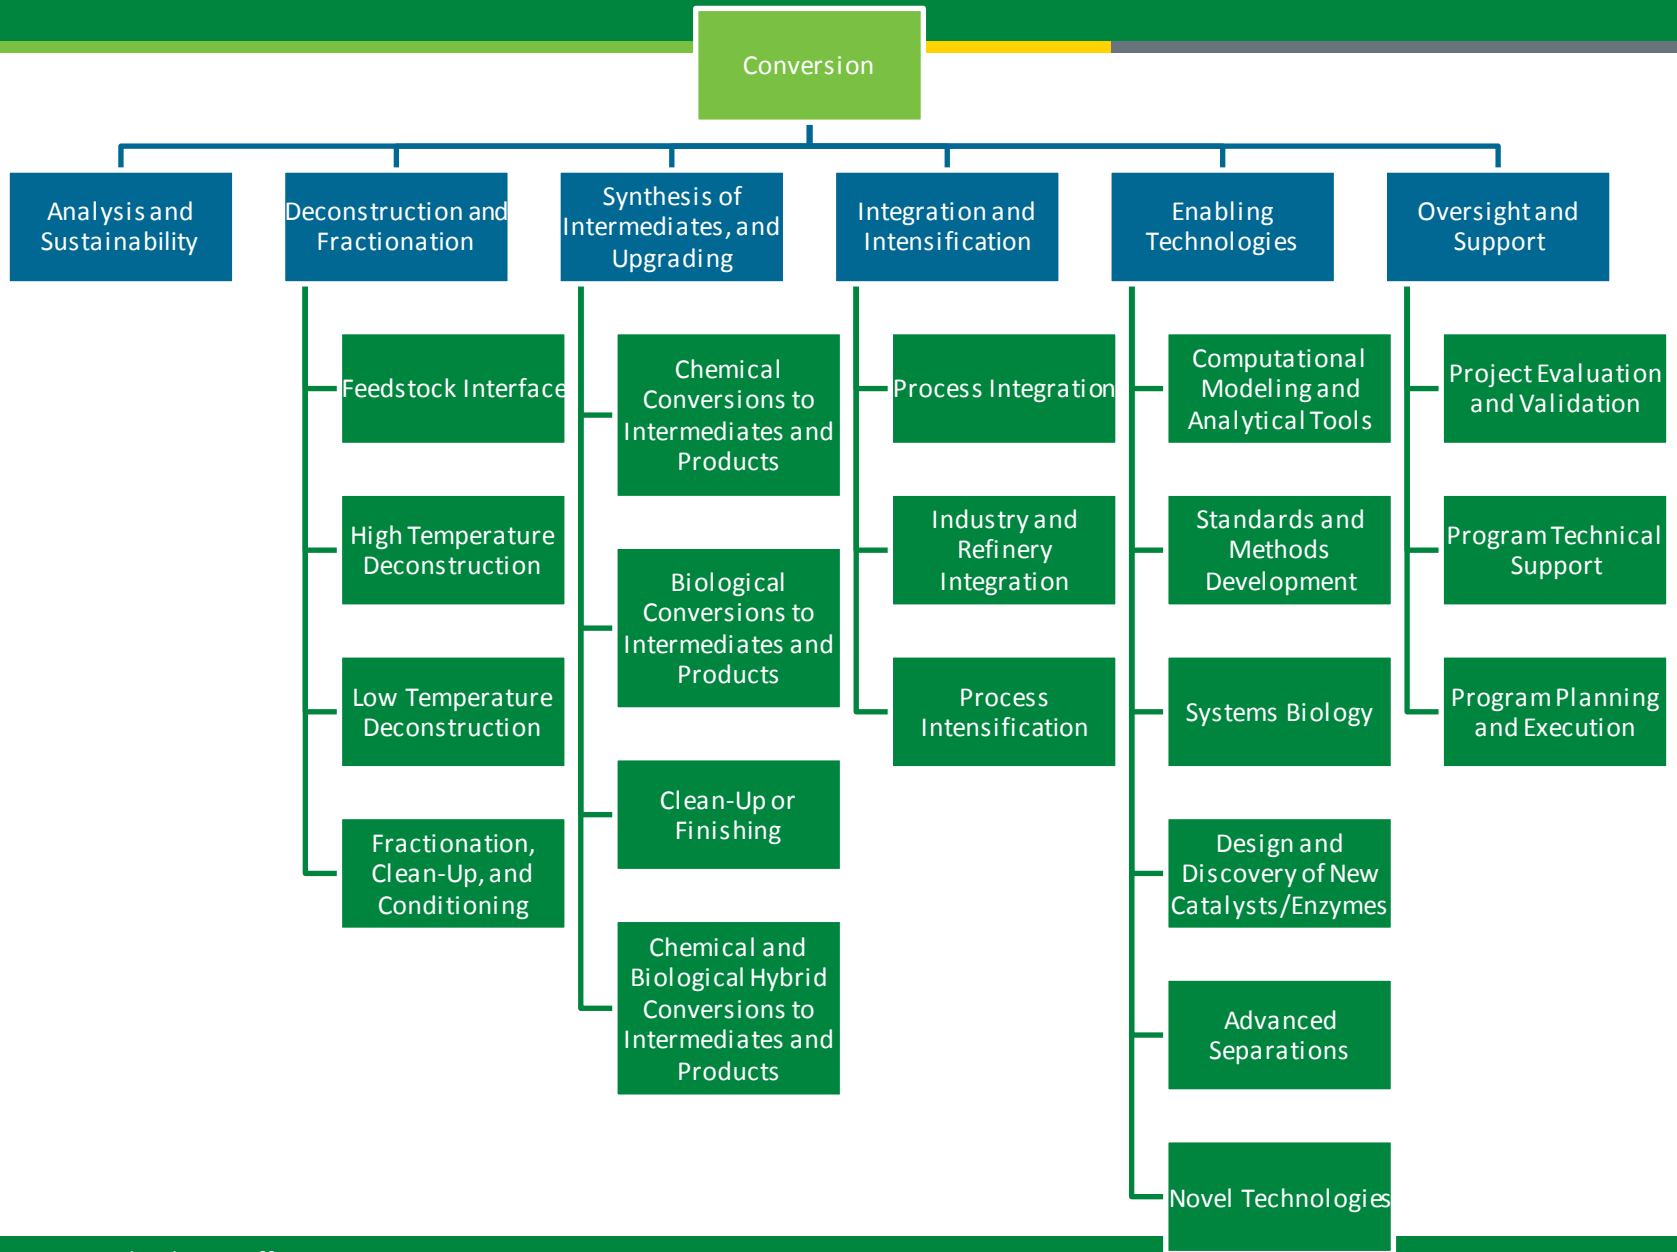 Conversion
Analysis and
Sustainability
Deconstruction and
Fractionation
Synthesis of
Intermediates, and
Upgrading
Integration and
Intensification
Enabling
Technologies
Oversight and
Support
Feedstock Interface
High Temperature
Deconstruction
Low Temperature
Deconstruction
Fractionation,
Clean-Up, and
Conditioning
Chemical
Conversions to
Intermediates and
Products
Biological
Conversions to
Intermediates and
Products
Clean-Up or
Finishing
Chemical and
Biological Hybrid
Conversions to
Intermediates and
Products
Process Integration
Industry and
Refinery
Integration
Process
Intensification
Computational
Modeling and
Analytical Tools
Standards and
Methods
Development
Systems Biology
Design and
Discovery of New
Catalysts/Enzymes
Advanced
Separations
Novel Technologies
Project Evaluation
and Validation
Program Technical
Support
Program Planning
and Execution